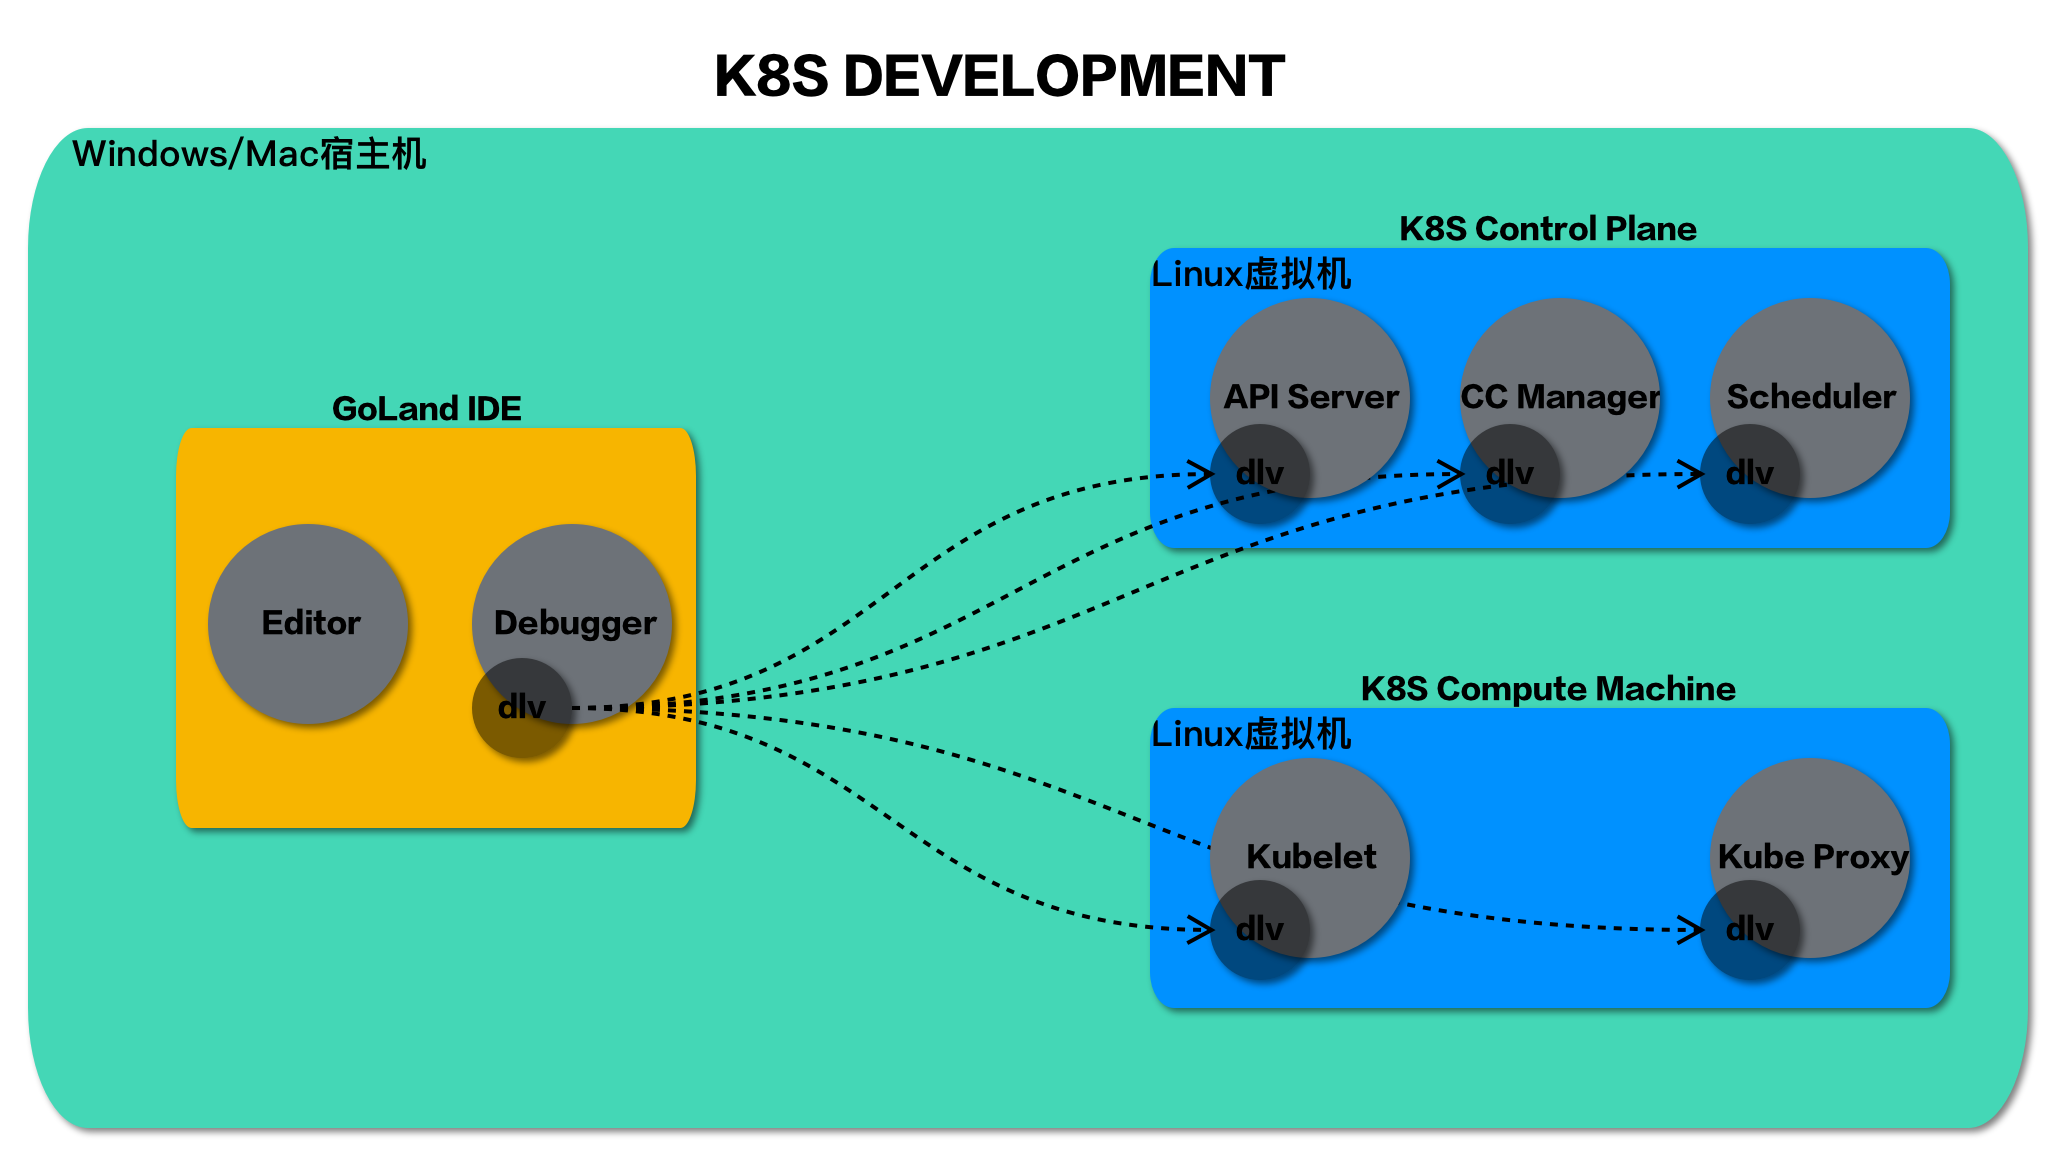 K8S DEVELOPMENT
Windows/Mac宿主机
K8S Control Plane
Linux虚拟机
API Server
CC Manager
Scheduler
dlv
dlv
dlv
GoLand IDE
Editor
Debugger
dlv
K8S Compute Machine
Linux虚拟机
Kubelet
Kube Proxy
dlv
dlv